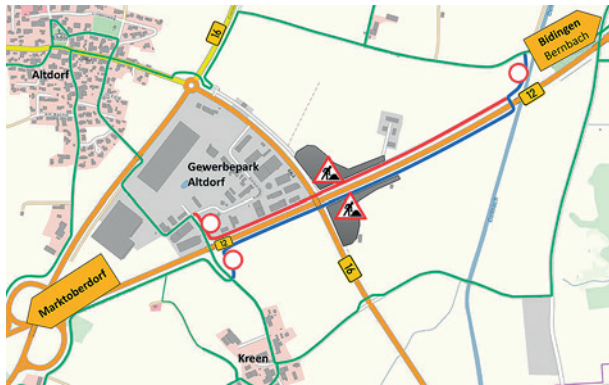 16
Bidingen
Bernbach
Altdorf
12
Gewerbepark
Altdorf
12
16
Marktoberdorf
Kreen